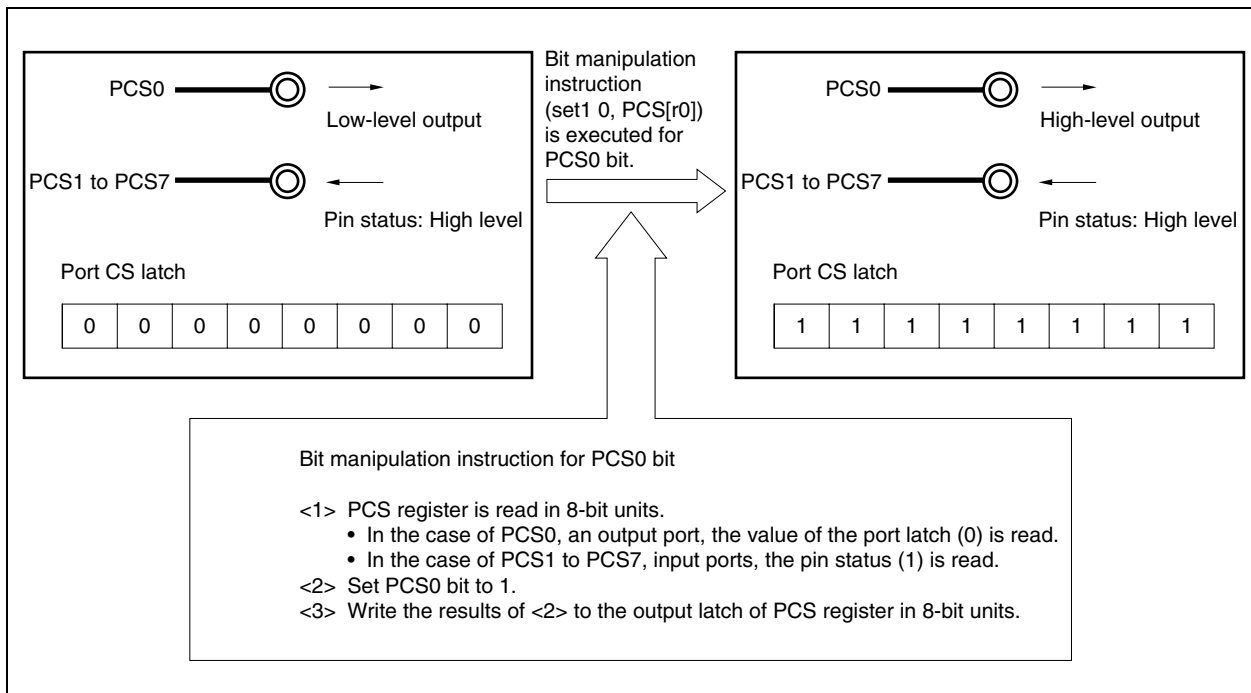 PCS0
Low-level output
PCS1 to PCS7
Pin status: High level
Port CS latch
0 0 0 0 0 0 0 0
Bit manipulation
instruction
(set1 0, PCS[r0])
is executed for
PCS0 bit.
PCS0
High-level output
PCS1 to PCS7
Pin status: High level
Port CS latch
1 1 1 1 1 1 1 1
Bit manipulation instruction for PCS0 bit
<1> PCS register is read in 8-bit units.
• In the case of PCS0, an output port, the value of the port latch (0) is read.
• In the case of PCS1 to PCS7, input ports, the pin status (1) is read.
<2> Set PCS0 bit to 1.
<3> Write the results of <2> to the output latch of PCS register in 8-bit units.